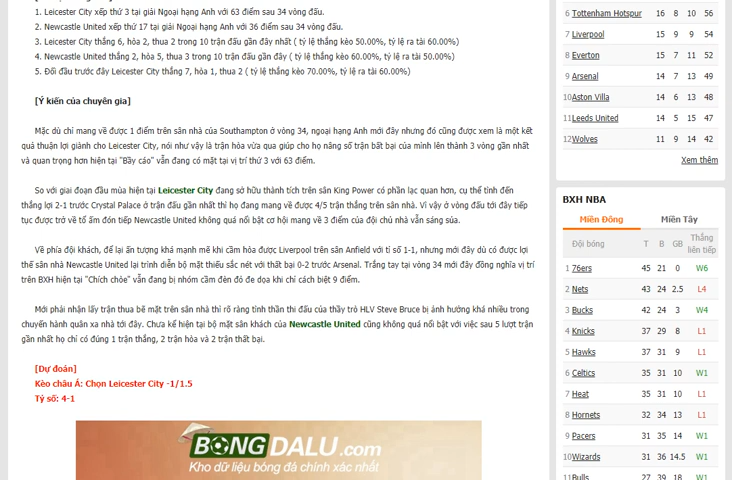 1. Leicester City xếp thứ 3 tại giải Ngoại hạng Anh với 63 điểm sau 34 vòng đấu.
2. Newcastle United xếp thứ 17 tại giải Ngoại hạng Anh với 36 điểm sau 34 vòng đấu.
3. Leicester City thắng 6, hòa 2, thua 2 trong 10 trận đấu gần đây nhất ( tỷ lệ thắng kèo 50.00%, tỷ lệ ra tài 60.00%)
4. Newcastle United thắng 2, hòa 5, thua 3 trong 10 trận đấu gần đây ( tỷ lệ thắng kèo 60.00%, tỷ lệ ra tài 50.00%)
5. Đối đầu trước đây Leicester City thắng 7, hòa 1, thua 2 ( tỷ lệ thắng kèo 70.00%, tỷ lệ ra tài 60.00%)
[Ý kiến của chuyên gia]
Mặc dù chỉ mang về được 1 điểm trên sân nhà của Southampton ở vòng 34, ngoại hạng Anh mới đây nhưng đó cũng được xem là một kết
quả thuận lợi giành cho Leicester City, nói như vậy là trận hòa vừa qua giúp cho họ nâng số trận bất bại của mình lên thành 3 vòng gần nhất
và quan trọng hơn hiện tại "Bầy cáo" vẫn đang có mặt tại vị trí thứ 3 với 63 điểm.
So với giai đoạn đầu mùa hiện tại Leicester City đang sở hữu thành tích trên sân King Power có phần lạc quan hơn, cụ thể tính đến
thắng lợi 2-1 trước Crystal Palace ở trận đấu gần nhất thì họ đang mang về được 4/5 trận thắng trên sân nhà. Vì vậy ở vòng đấu tới đây tiếp
tục được trở về tổ ấm đón tiếp Newcastle United không quá nổi bật cơ hội mang về 3 điểm của đội chủ nhà vẫn sáng sủa.
Về phía đội khách, để lại ấn tượng khá mạnh mẽ khi cầm hòa được Liverpool trên sân Anfield với tỉ số 1-1, nhưng mới đây dù có được lợi
thế sân nhà Newcastle United lại trình diễn bộ mặt thiếu sắc nét với thất bại 0-2 trước Arsenal. Trắng tay tại vòng 34 mới đây đồng nghĩa vị trí
trên BXH hiện tại "Chích chòe" vẫn đang bị nhóm cầm đèn đỏ đe dọa khi chỉ cách biệt 9 điểm.
Mới phải nhận lấy trận thua bẽ mặt trên sân nhà thì rõ ràng tinh thần thi đấu của thầy trò HLV Steve Bruce bị ảnh hưởng khá nhiều trong
chuyến hành quân xa nhà tới đây. Chưa kể hiện tại bộ mặt sân khách của Newcastle United cũng không quá nổi bật với việc sau 5 lượt trận
gần nhất họ chỉ có đúng 1 trận thắng, 2 trận hòa và 2 trận thất bại.
[Dự đoán]
Kèo châu Á: Chọn Leicester City -1/1.5
Tỷ số: 4-1
BONGDALU.com
Kho dữ liệu bóng đá chính xác nhất
6 Tottenham Hotspur 16 8 10 56
7 Liverpool 15 9 9 54
8 Everton 15 7 11 52
9 Arsenal 14 7 13 49
10 Aston Villa 14 6 13 48
11 Leeds United 14 5 15 47
12 Wolves 11 9 14 42
Xem thêm
BXH NBA
Miền Đông Miền Tây
Đội bóng T B GB Thắng
liên tiếp
1 76ers 45 21 0 W6
2 Nets 43 24 2.5 L4
3 Bucks 42 24 3 W4
4 Knicks 37 29 8 L1
5 Hawks 37 31 9 L1
6 Celtics 35 31 10 W1
7 Heat 35 31 10 L1
8 Hornets 32 34 13 L1
9 Pacers 31 35 14 W1
10 Wizards 31 36 14.5 W1
11 Bulls 27 39 18 W1